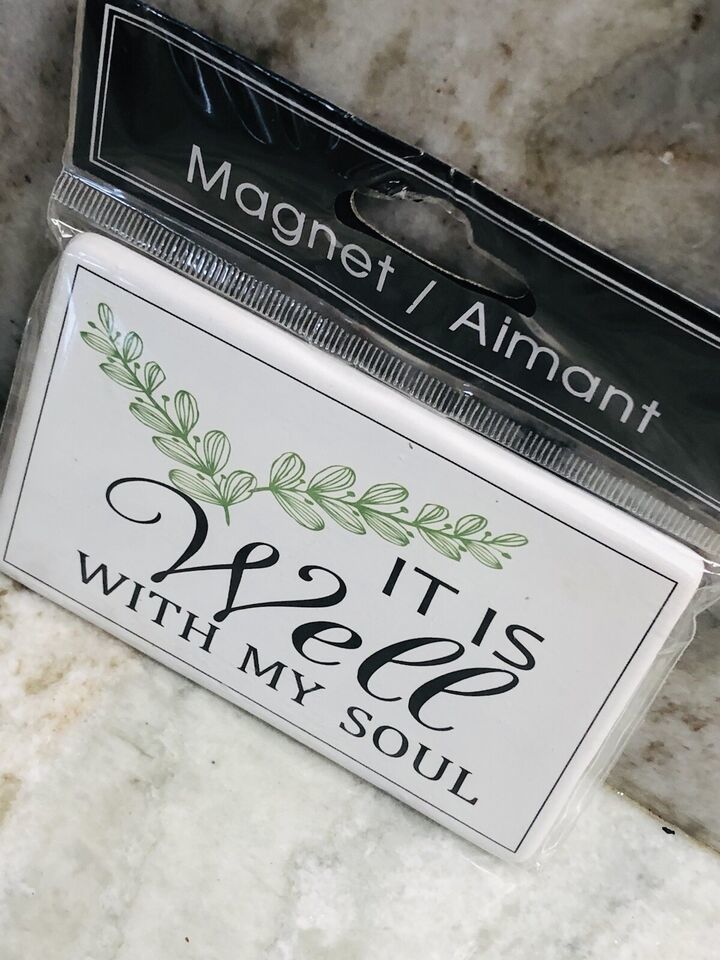 Magnet / Aimant
IT IS
Well
WITH MY SOUL